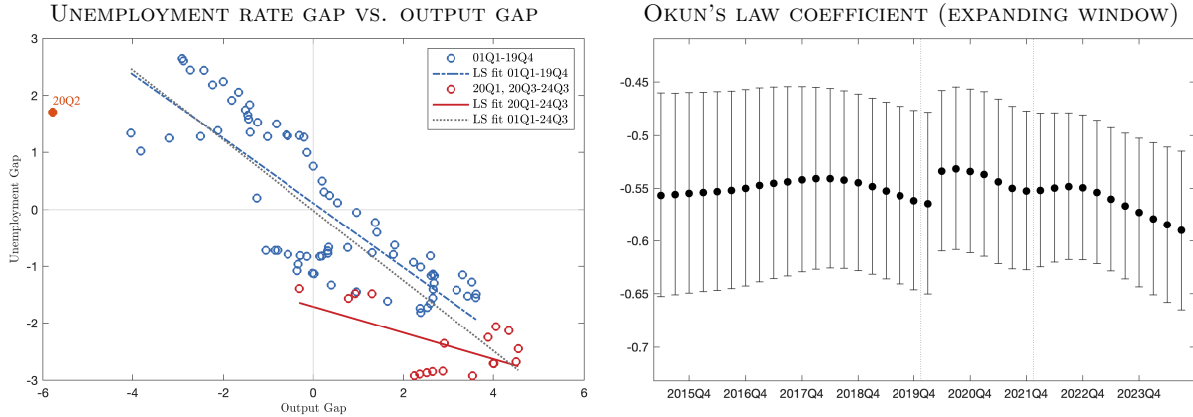 Unemployment rate gap vs. output gap
3
2
1
0
-1
-2
-3
Unemployment Gap
20Q2
01Q1-19Q4
LS fit 01Q1-19Q4
20Q1, 20Q3-24Q3
LS fit 20Q1-24Q3
LS fit 01Q1-24Q3
-6
-4
-2
0
2
4
6
Output Gap
Okun's law coefficient (expanding window)
-0.45
-0.5
-0.55
-0.6
-0.65
-0.7
2015Q4
2016Q4
2017Q4
2018Q4
2019Q4
2020Q4
2021Q4
2022Q4
2023Q4